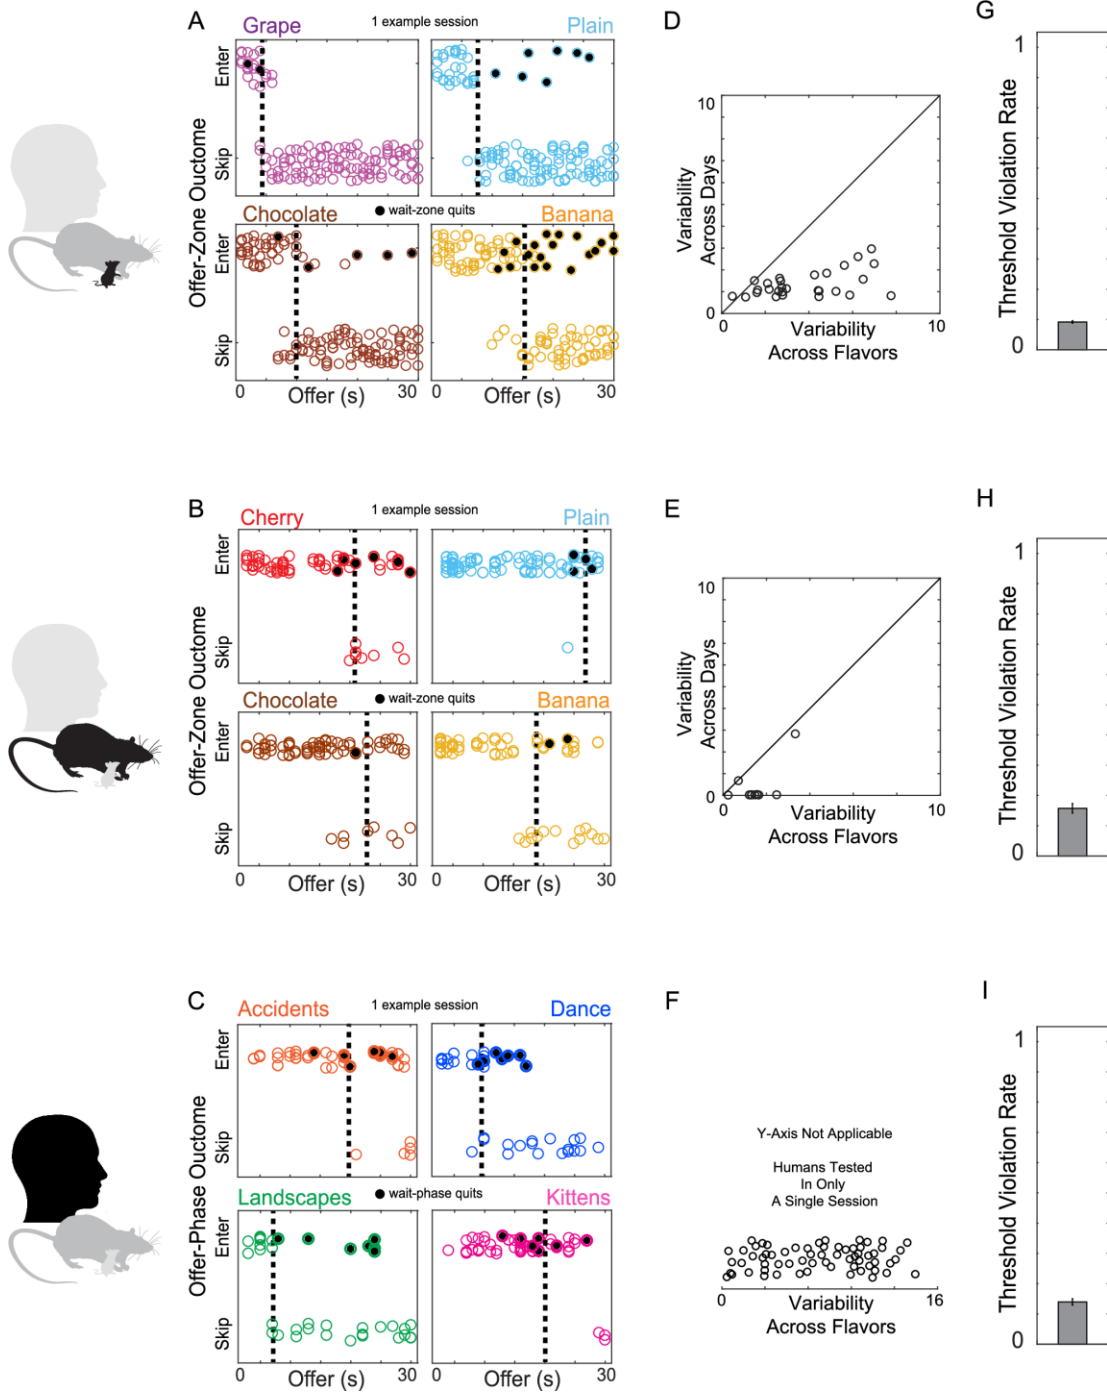 A
Grape
1 example session
Plain
Enter
Skip
Chocolate
● wait-zone quits
Banana
Enter
Skip
Offer-Zone Ouctome
0
30
0
30
Offer (s)
Offer (s)
D
10
Variability
Across Days
0
0
10
Variability
Across Flavors
G
1
Threshold Violation Rate
0
B
Cherry
1 example session
Plain
Enter
Skip
Chocolate
● wait-zone quits
Banana
Enter
Skip
Offer-Zone Ouctome
0
30
0
30
Offer (s)
Offer (s)
E
10
Variability
Across Days
0
0
10
Variability
Across Flavors
H
1
Threshold Violation Rate
0
C
Accidents
1 example session
Dance
Enter
Skip
Landscapes
● wait-phase quits
Kittens
Enter
Skip
Offer-Phase Ouctome
0
30
0
30
Offer (s)
Offer (s)
F
Y-Axis Not Applicable
Humans Tested
In Only
A Single Session
0
16
Variability
Across Flavors
I
1
Threshold Violation Rate
0